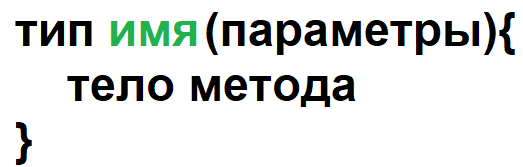 тип имя(параметры){
тело метода
}